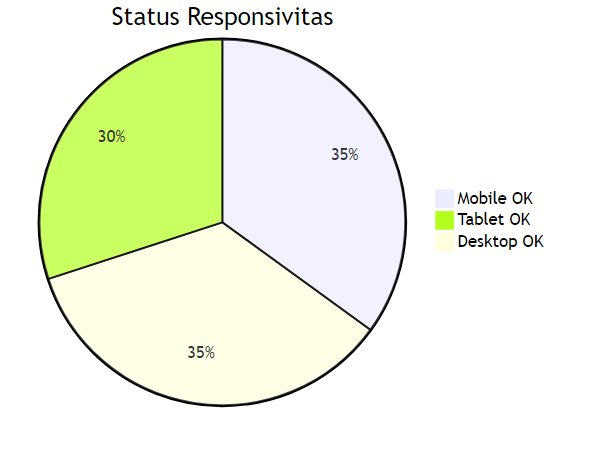 Status Responsivitas
30%
35%
35%
Mobile OK
Tablet OK
Desktop OK